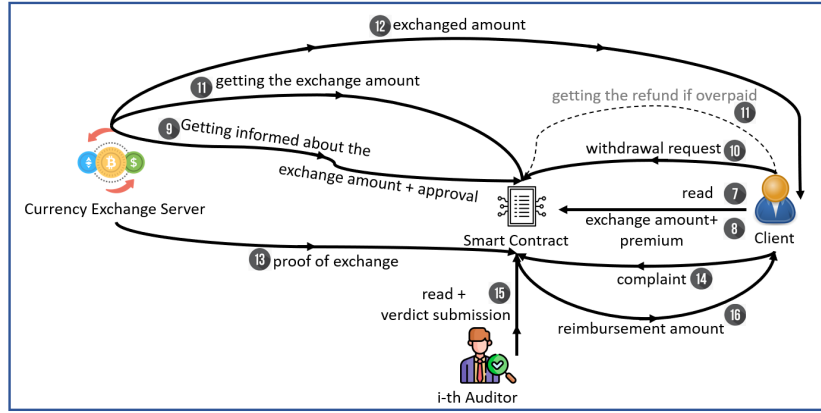 12 exchanged amount
11 getting the exchange amount
getting the refund if overpaid
11
9 Getting informed about the
exchange amount + approval
withdrawal request 10
read 7
exchange amount+ 8
premium
Currency Exchange Server
Smart Contract
Client
13 proof of exchange
complaint 14
read + 15
verdict submission
reimbursement amount 16
i-th Auditor